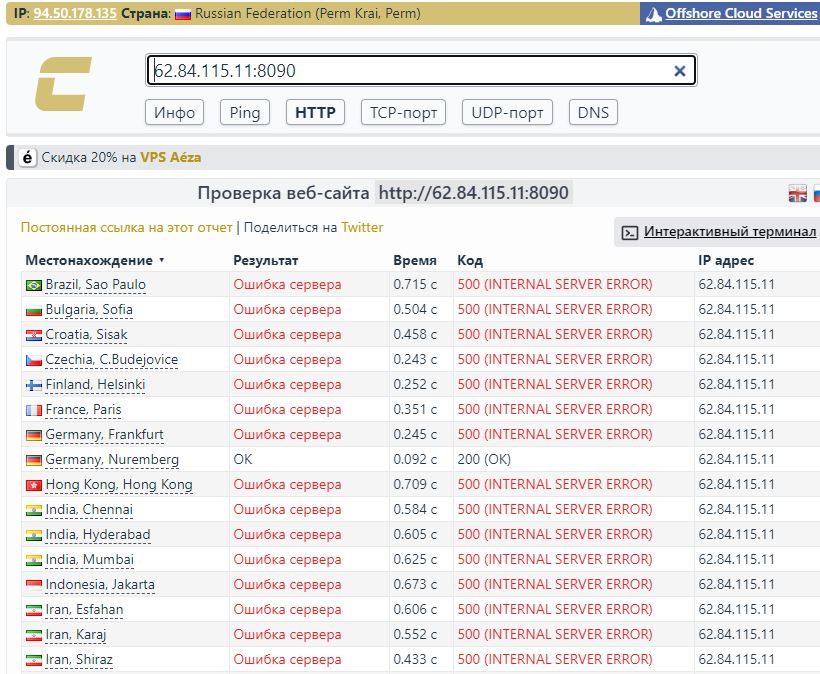 IP: 94.50.178.135 Страна: Russian Federation (Perm Krai, Perm) Offshore Cloud Services
62.84.115.11:8090
Инфо Ping HTTP TCP-порт UDP-порт DNS
é Скидка 20% на VPS Aéza
Проверка веб-сайта http://62.84.115.11:8090
Постоянная ссылка на этот отчет | Поделиться на Twitter
Интерактивный терминал
Местонахождение Результат Время Код IP адрес
Brazil, Sao Paulo Ошибка сервера 0.715 с 500 (INTERNAL SERVER ERROR) 62.84.115.11
Bulgaria, Sofia Ошибка сервера 0.504 с 500 (INTERNAL SERVER ERROR) 62.84.115.11
Croatia, Sisak Ошибка сервера 0.458 с 500 (INTERNAL SERVER ERROR) 62.84.115.11
Czechia, C.Budejovice Ошибка сервера 0.243 с 500 (INTERNAL SERVER ERROR) 62.84.115.11
Finland, Helsinki Ошибка сервера 0.252 с 500 (INTERNAL SERVER ERROR) 62.84.115.11
France, Paris Ошибка сервера 0.351 с 500 (INTERNAL SERVER ERROR) 62.84.115.11
Germany, Frankfurt Ошибка сервера 0.245 с 500 (INTERNAL SERVER ERROR) 62.84.115.11
Germany, Nuremberg OK 0.092 с 200 (OK) 62.84.115.11
Hong Kong, Hong Kong Ошибка сервера 0.709 с 500 (INTERNAL SERVER ERROR) 62.84.115.11
India, Chennai Ошибка сервера 0.584 с 500 (INTERNAL SERVER ERROR) 62.84.115.11
India, Hyderabad Ошибка сервера 0.605 с 500 (INTERNAL SERVER ERROR) 62.84.115.11
India, Mumbai Ошибка сервера 0.625 с 500 (INTERNAL SERVER ERROR) 62.84.115.11
Indonesia, Jakarta Ошибка сервера 0.673 с 500 (INTERNAL SERVER ERROR) 62.84.115.11
Iran, Esfahan Ошибка сервера 0.606 с 500 (INTERNAL SERVER ERROR) 62.84.115.11
Iran, Karaj Ошибка сервера 0.552 с 500 (INTERNAL SERVER ERROR) 62.84.115.11
Iran, Shiraz Ошибка сервера 0.433 с 500 (INTERNAL SERVER ERROR) 62.84.115.11